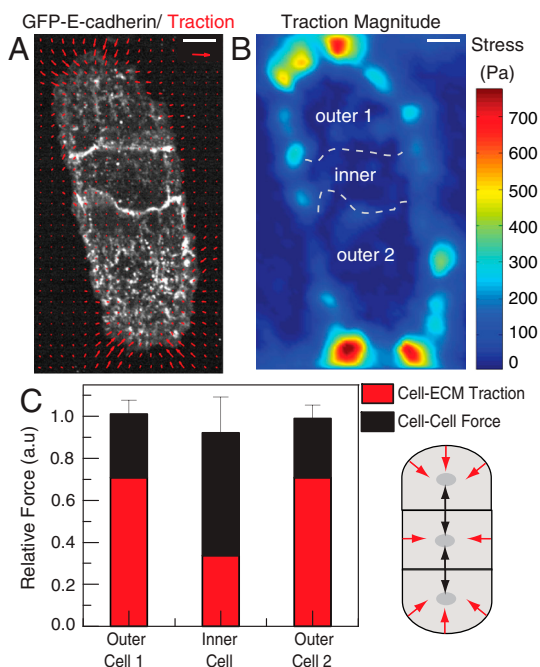 GFP-E-cadherin/ Traction
Traction Magnitude
Stress
(Pa)
A
B
outer 1
inner
outer 2
700
600
500
400
300
200
100
0
C
Cell-ECM Traction
Cell-Cell Force
Relative Force (a.u)
1.0
0.8
0.6
0.4
0.2
0.0
Outer
Cell 1
Inner
Cell
Outer
Cell 2